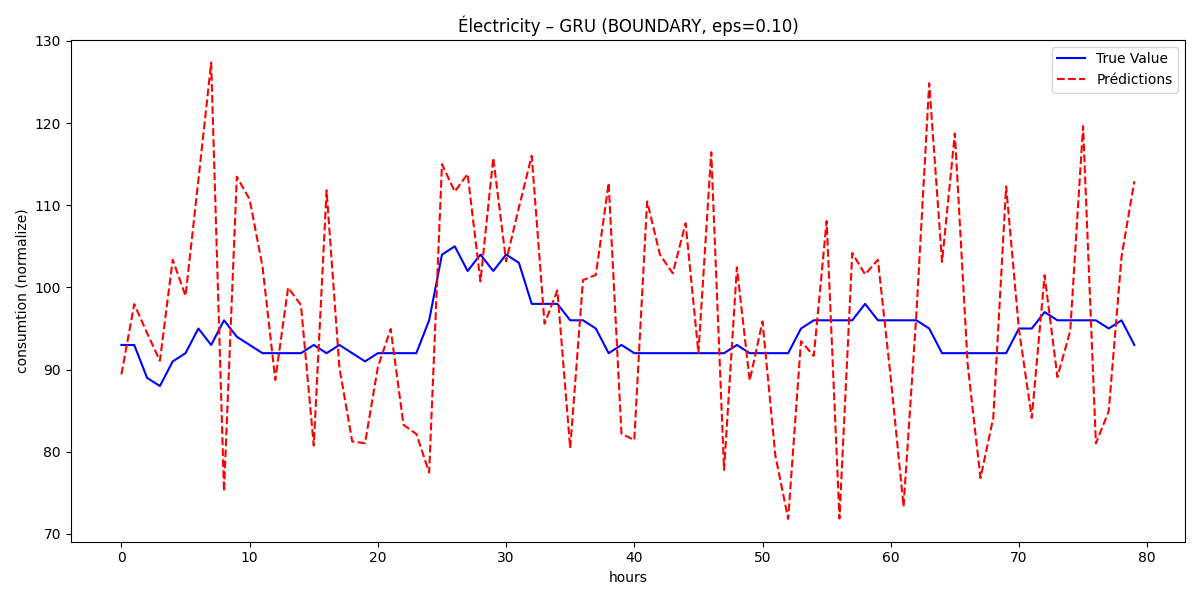 Électricity – GRU (BOUNDARY, eps=0.10)
True Value
Prédictions
consumtion (normalize)
130
120
110
100
90
80
70
0 10 20 30 40 50 60 70 80
hours